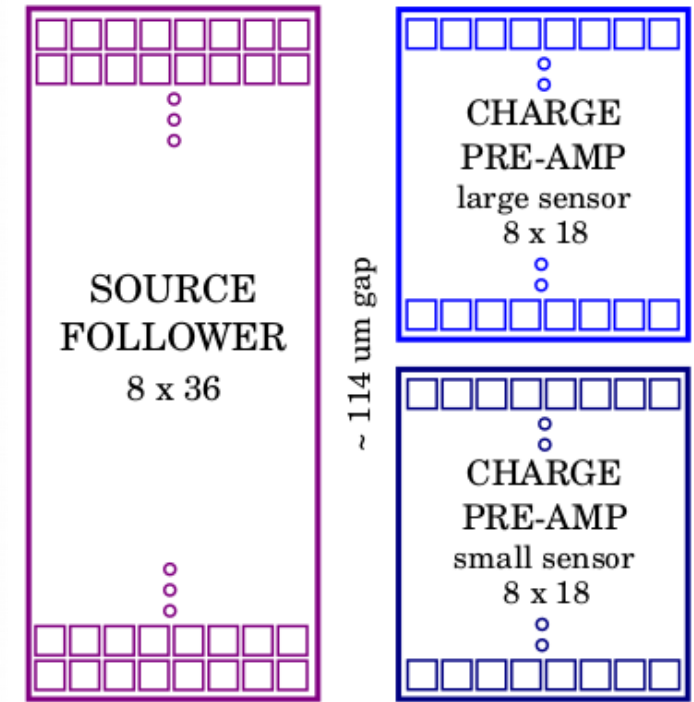 SOURCE
FOLLOWER
8 x 36
~ 114 um gap
CHARGE
PRE-AMP
large sensor
8 x 18
CHARGE
PRE-AMP
small sensor
8 x 18